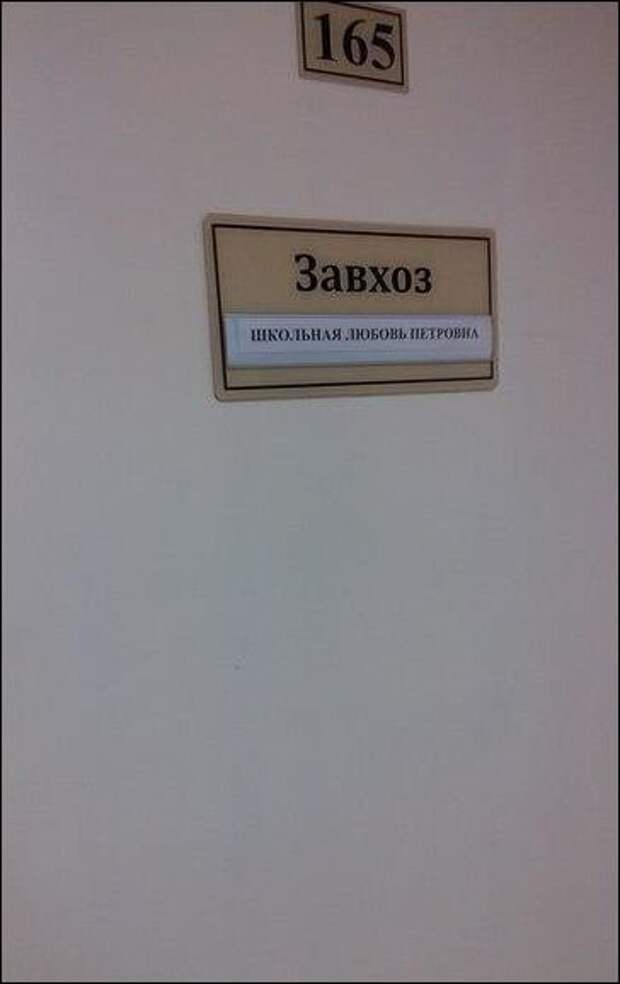 165
Завхоз
ШКОЛЬНАЯ ЛЮБОВЬ ПЕТРОВНА